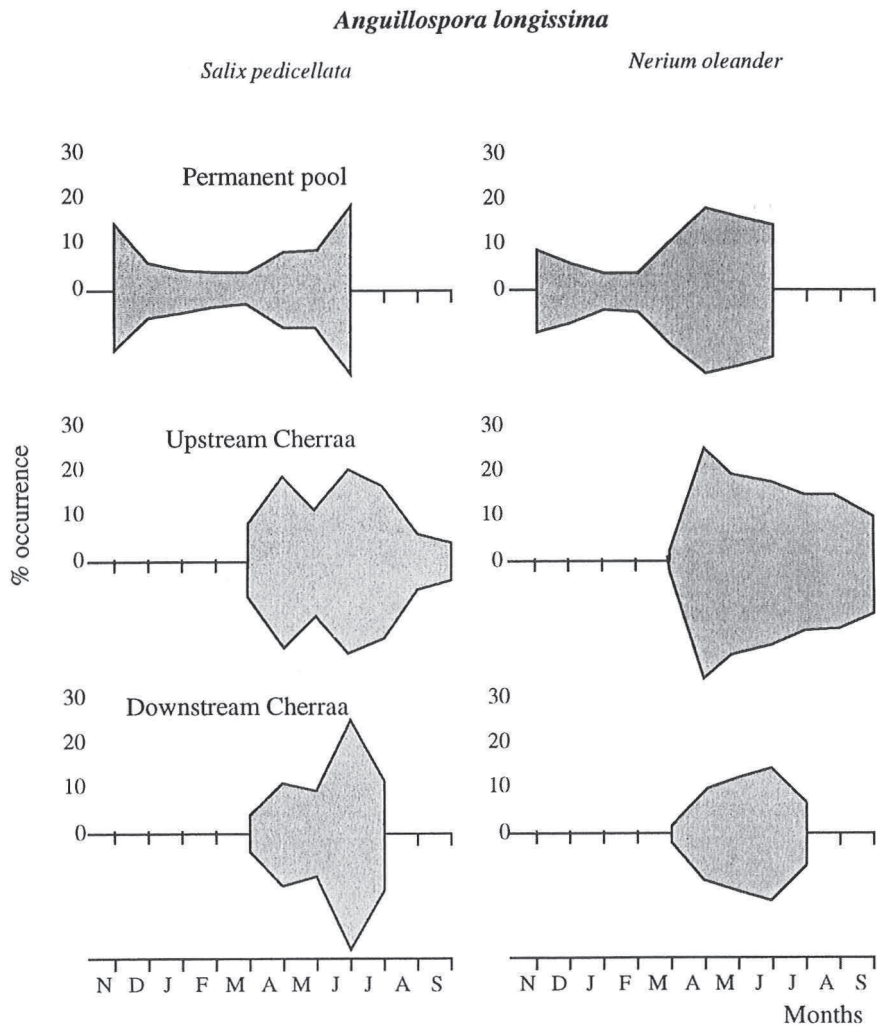 Anguillospora longissima
Salix pedicellata
Nerium oleander
30
20
10
0
Permanent pool
30
20
10
0
% occurrence
30
20
10
0
Upstream Cherraa
30
20
10
0
30
20
10
0
Downstream Cherraa
30
20
10
0
N D J F M A M J J A S
N D J F M A M J J A S
Months